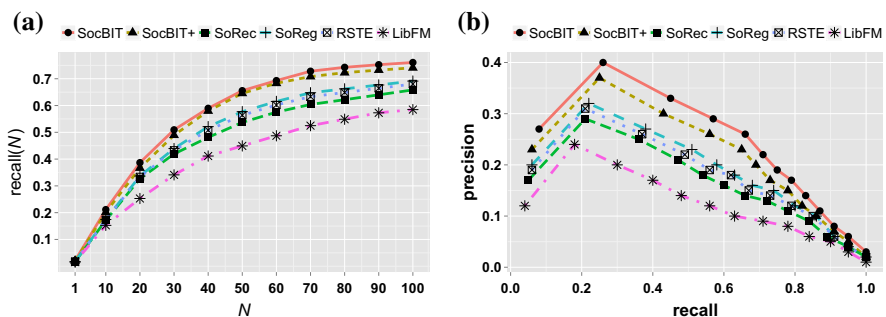 (a)
SocBIT SocBIT+ SoRec SoReg RSTE LibFM
recall(N)
0.7
0.6
0.5
0.4
0.3
0.2
0.1
1 10 20 30 40 50 60 70 80 90 100
N
(b)
SocBIT SocBIT+ SoRec SoReg RSTE LibFM
precision
0.4
0.3
0.2
0.1
0.0
0.0 0.2 0.4 0.6 0.8 1.0
recall